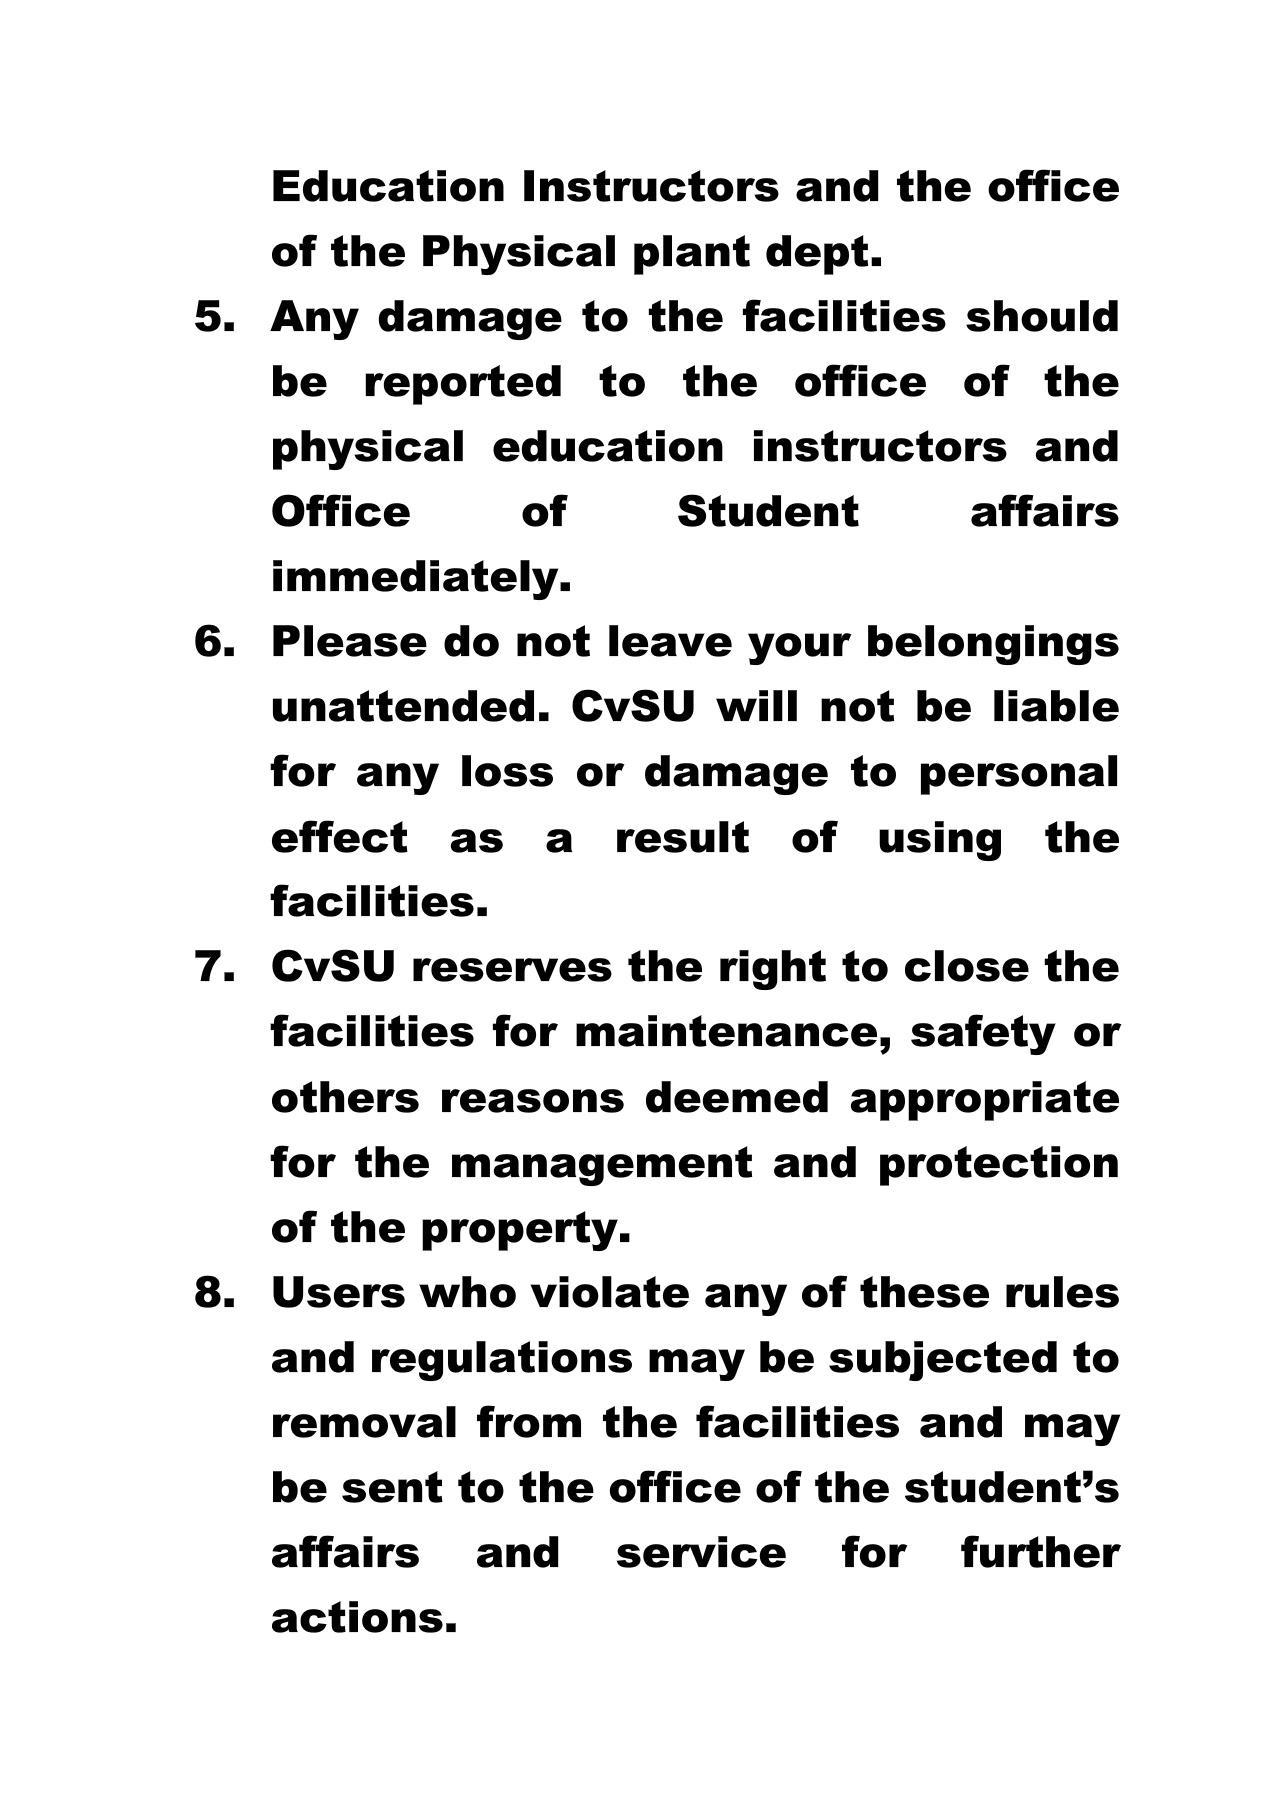 Education Instructors and the office
of the Physical plant dept.
5. Any damage to the facilities should
be reported to the office of the
physical education instructors and
Office of Student affairs
immediately.
6. Please do not leave your belongings
unattended. CvSU will not be liable
for any loss or damage to personal
effect as a result of using the
facilities.
7. CvSU reserves the right to close the
facilities for maintenance, safety or
others reasons deemed appropriate
for the management and protection
of the property.
8. Users who violate any of these rules
and regulations may be subjected to
removal from the facilities and may
be sent to the office of the student’s
affairs and service for further
actions.